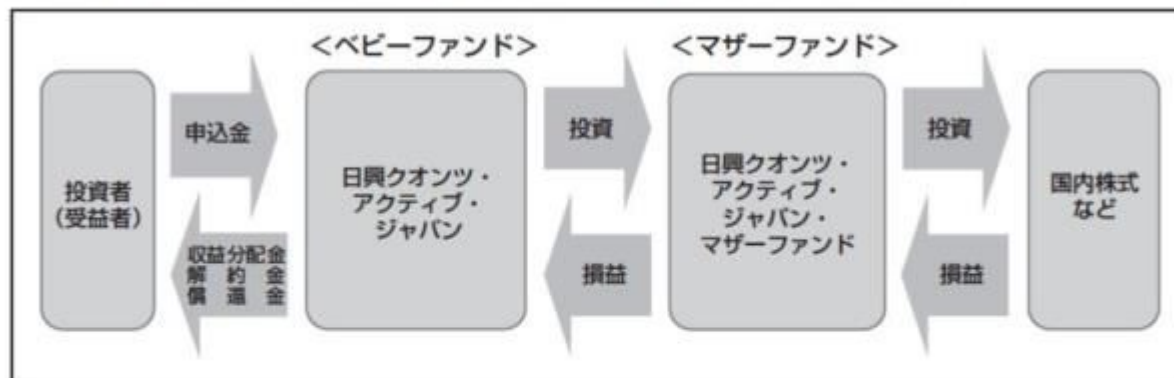 <ベビーファンド>
<マザーファンド>
投資者
(受益者)
申込金
収益分配金
解約金
償還金
日興クオンツ・
アクティブ・
ジャパン
投資
損益
日興クオンツ・
アクティブ・
ジャパン・
マザーファンド
投資
損益
国内株式
など